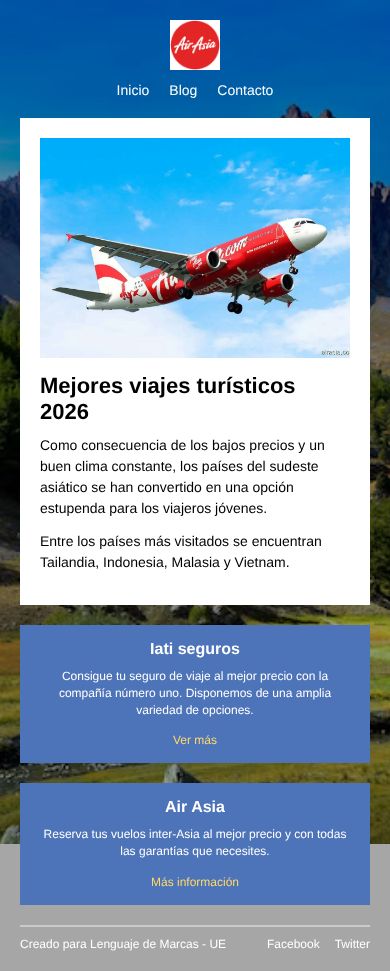 AirAsia
Inicio Blog Contacto
airasia.co
Mejores viajes turísticos
2026
Como consecuencia de los bajos precios y un
buen clima constante, los países del sudeste
asiático se han convertido en una opción
estupenda para los viajeros jóvenes.
Entre los países más visitados se encuentran
Tailandia, Indonesia, Malasia y Vietnam.
Iati seguros
Consigue tu seguro de viaje al mejor precio con la
compañía número uno. Disponemos de una amplia
variedad de opciones.
Ver más
Air Asia
Reserva tus vuelos inter-Asia al mejor precio y con todas
las garantías que necesites.
Más información
Creado para Lenguaje de Marcas - UE Facebook Twitter